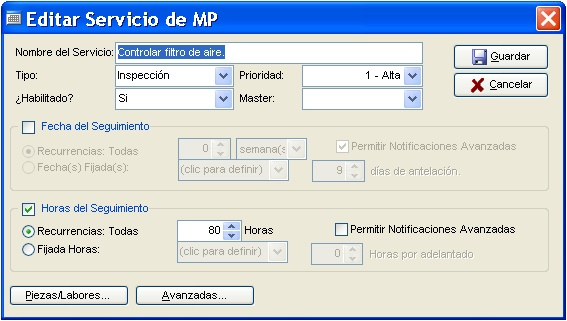 Editar Servicio de MP
Nombre del Servicio: Controlar filtro de aire.
Guardar
Tipo: Inspección Prioridad: 1 - Alta
Cancelar
¿Habilitado? Si Master:
Fecha del Seguimiento
Recurrencias: Todas 0 semana(s Permitir Notificaciones Avanzadas
Fecha(s) Fijada(s): (clic para definir) 9 días de antelación.
Horas del Seguimiento
Recurrencias: Todas 80 Horas Permitir Notificaciones Avanzadas
Fijada Horas: (clic para definir) 0 Horas por adelantado
Piezas/Labores... Avanzadas...